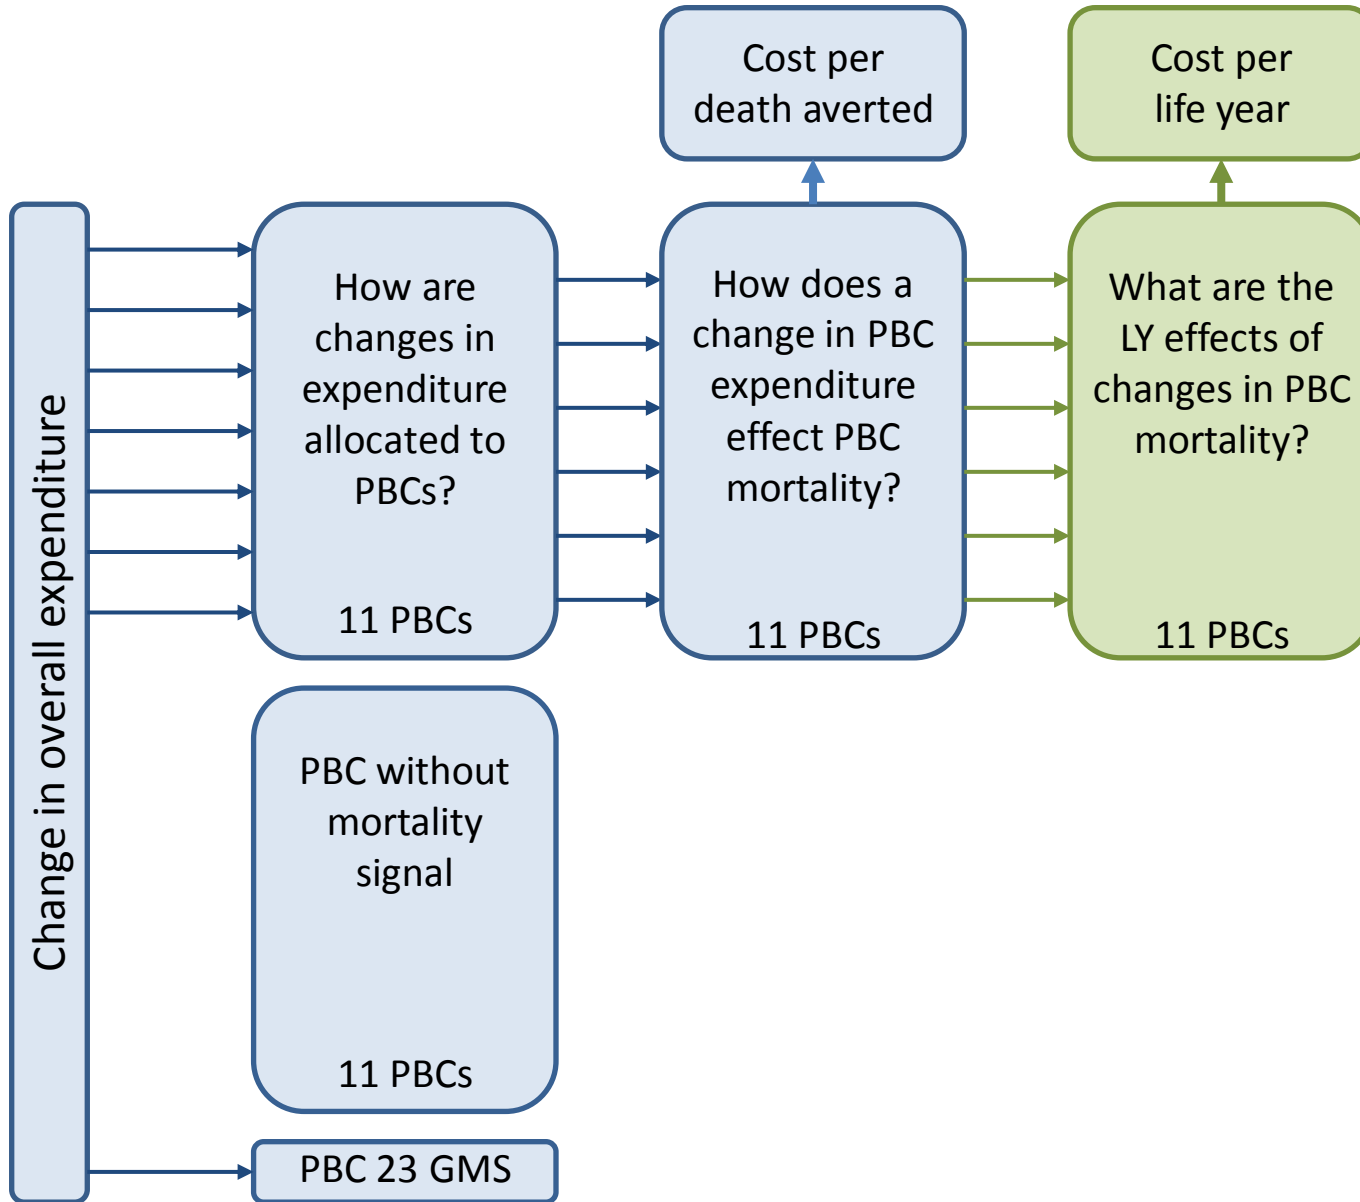 Change in overall expenditure
How are
changes in
expenditure
allocated to
PBCs?
11 PBCs
PBC without
mortality
signal
11 PBCs
PBC 23 GMS
Cost per
death averted
How does a
change in PBC
expenditure
effect PBC
mortality?
11 PBCs
Cost per
life year
What are the
LY effects of
changes in PBC
mortality?
11 PBCs